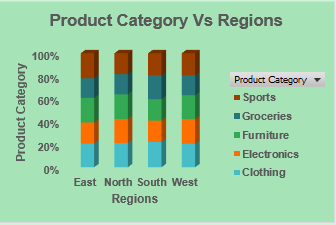 Product Category Vs Regions
Product Category
100%
80%
60%
40%
20%
0%
East North South West
Regions
Product Category
Sports
Groceries
Furniture
Electronics
Clothing